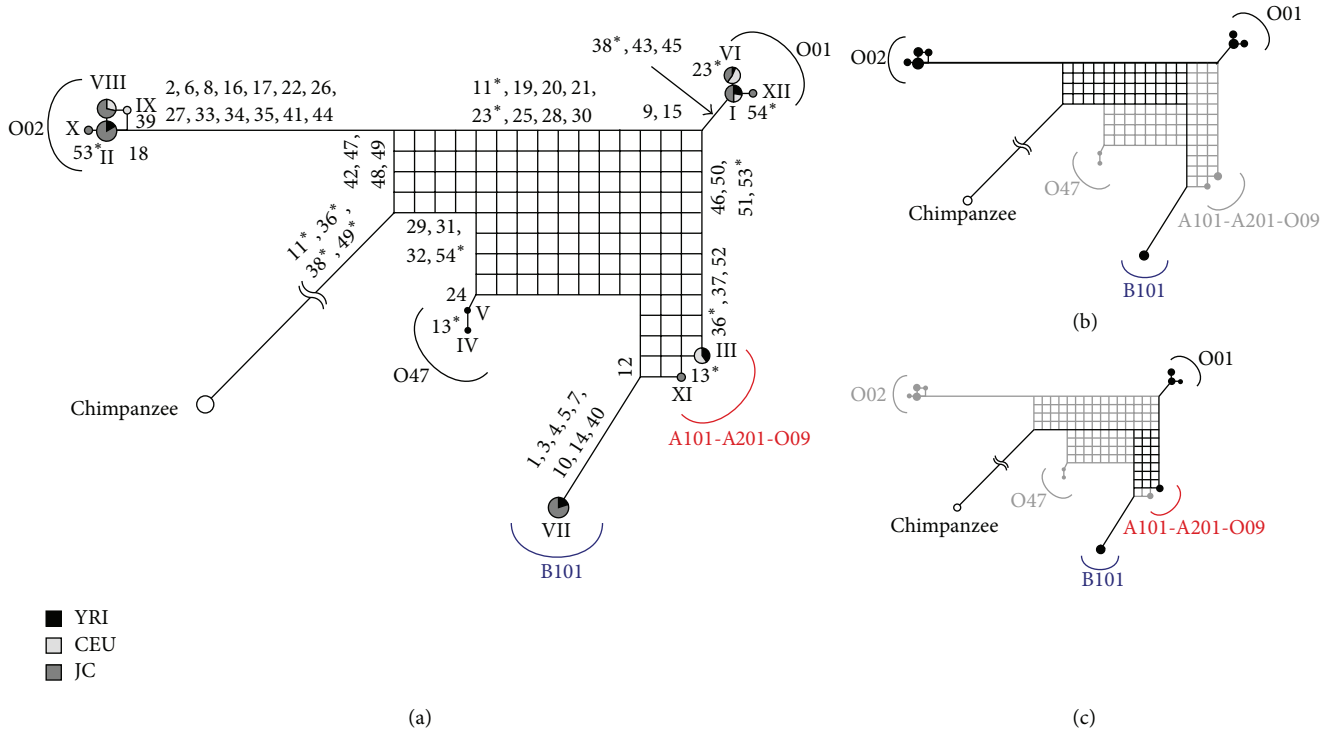 38*, 43, 45
VI
O01
23*
XII
I
54*
VIII
2, 6, 8, 16, 17, 22, 26,
27, 33, 34, 35, 41, 44
11*, 19, 20, 21,
23*, 25, 28, 30
9, 15
IX
39
O02
X
53*
II
18
42, 47,
48, 49
46, 50,
51, 53*
11*, 36*,
38*, 49*
29, 31,
32, 54*
36*, 37, 52
24
V
13*
IV
O47
12
III
13*
XI
Chimpanzee
A101-A201-O09
1, 3, 4, 5, 7,
10, 14, 40
VII
B101
YRI
CEU
JC
(a)
O01
O02
O47
Chimpanzee
A101-A201-O09
B101
(b)
O01
O02
O47
Chimpanzee
A101-A201-O09
B101
(c)